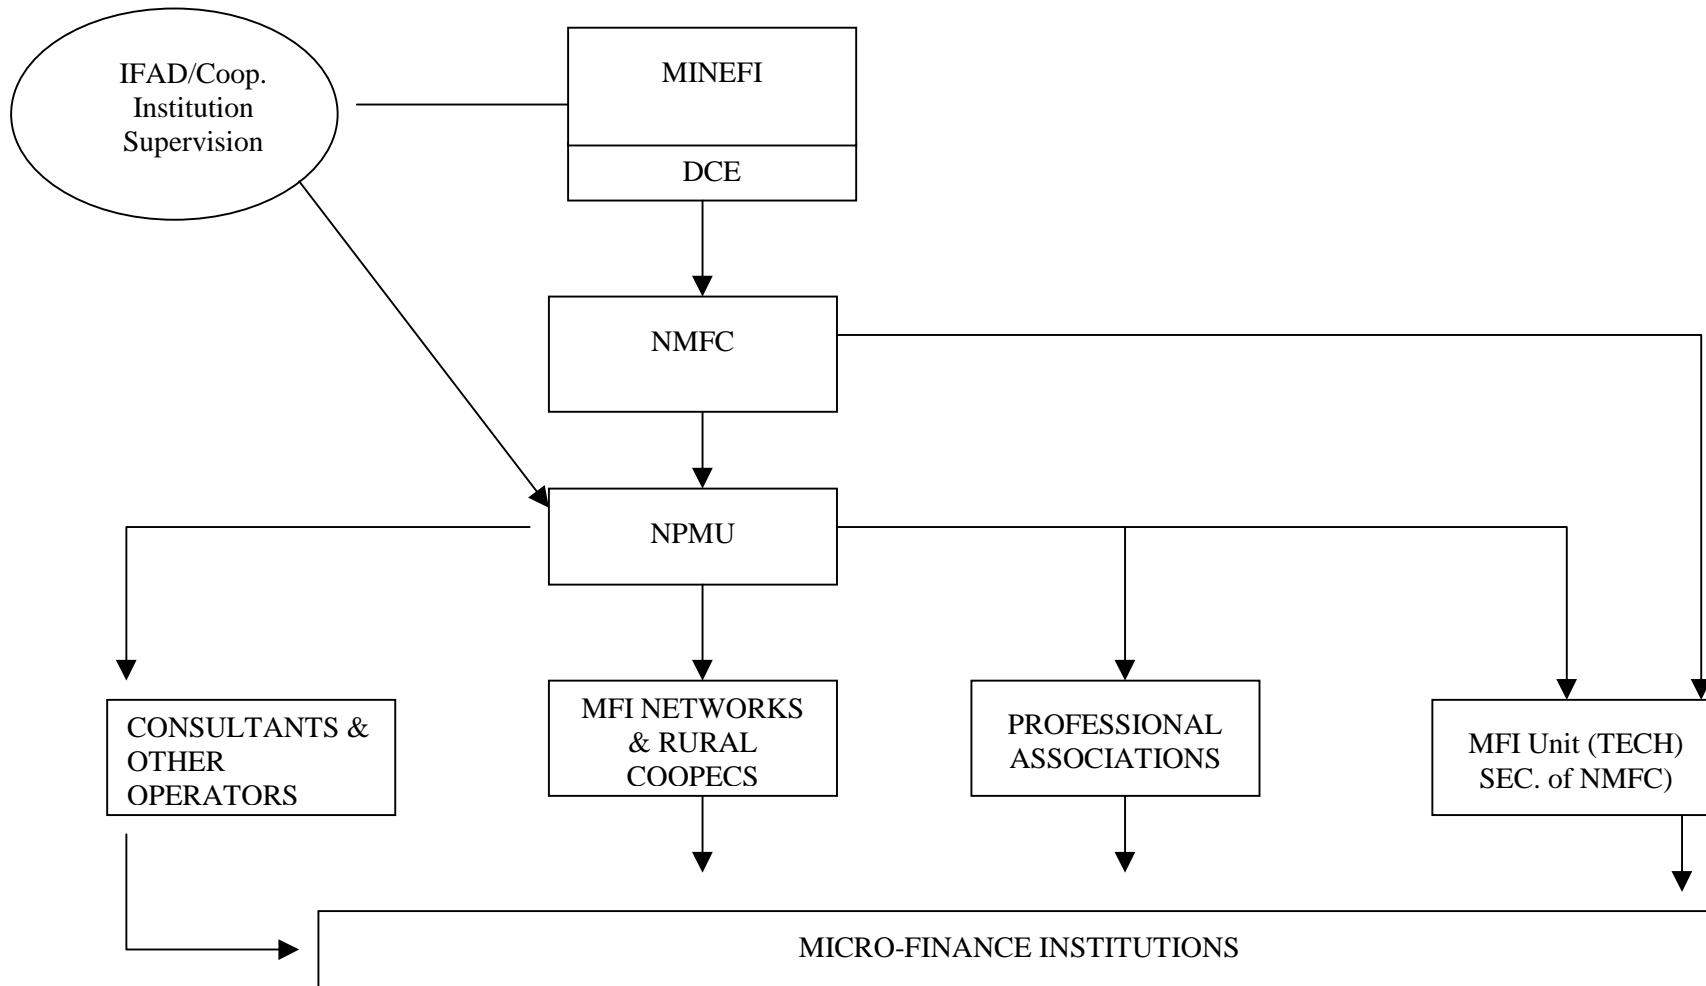 IFAD/Coop.
Institution
Supervision
MINEFI
DCE
NMFC
NPMU
CONSULTANTS &
OTHER
OPERATORS
MFI NETWORKS
& RURAL
COOPECS
PROFESSIONAL
ASSOCIATIONS
MFI Unit (TECH)
SEC. of NMFC)
MICRO-FINANCE INSTITUTIONS